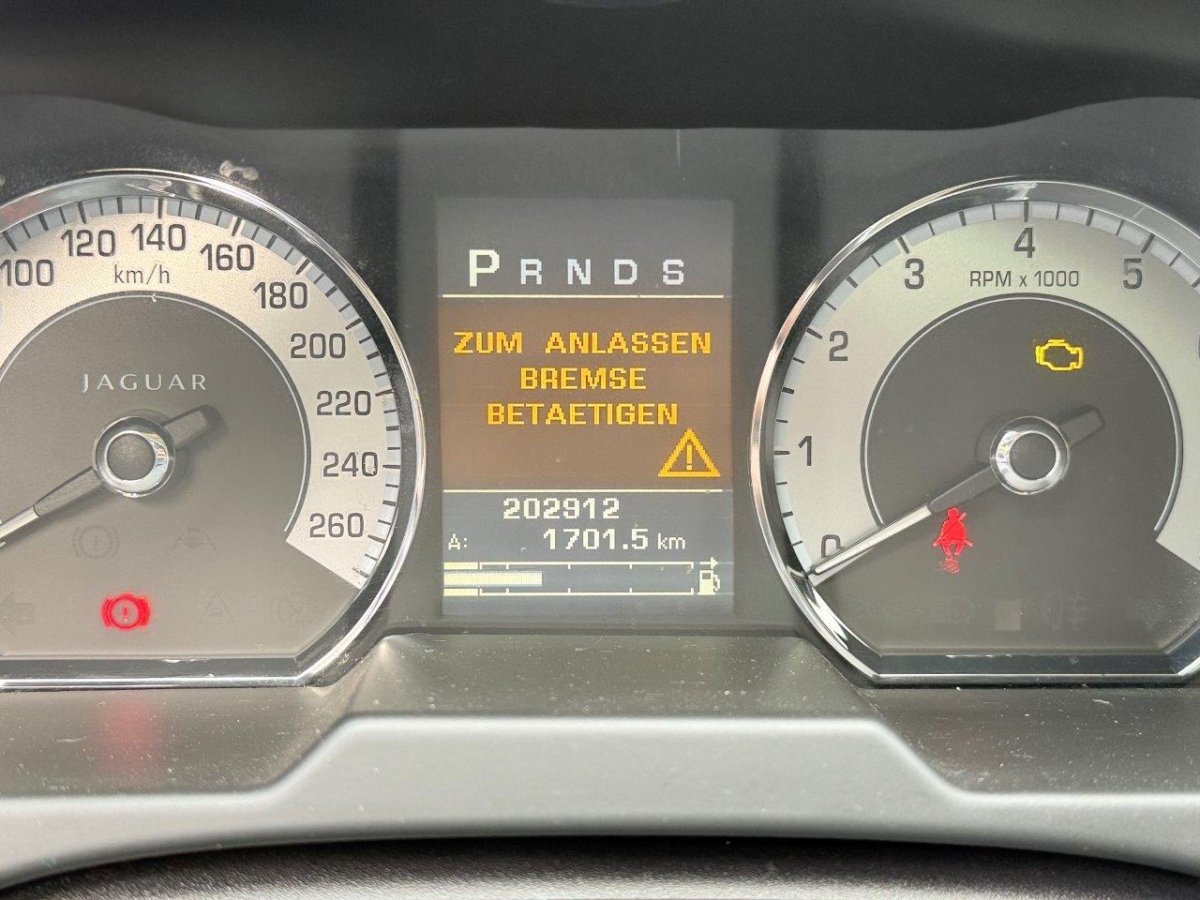 100 120 140 160 180 200 220 240 260
km/h
JAGUAR
P R N D S
ZUM ANLASSEN
BREMSE
BETAETIGEN
202912
A: 1701.5 km
0 1 2 3 4 5
RPM x 1000